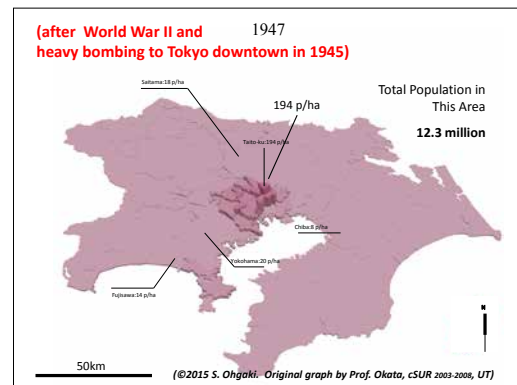 (after World War II and
heavy bombing to Tokyo downtown in 1945)
1947
Saitama:18 p/ha
194 p/ha
Total Population in
This Area
12.3 million
Taito-ku:194 p/ha
Chiba:8 p/ha
Yokohama:20 p/ha
Fujisawa:14 p/ha
N
50km
(©2015 S. Ohgaki. Original graph by Prof. Okata, cSUR 2003-2008, UT)